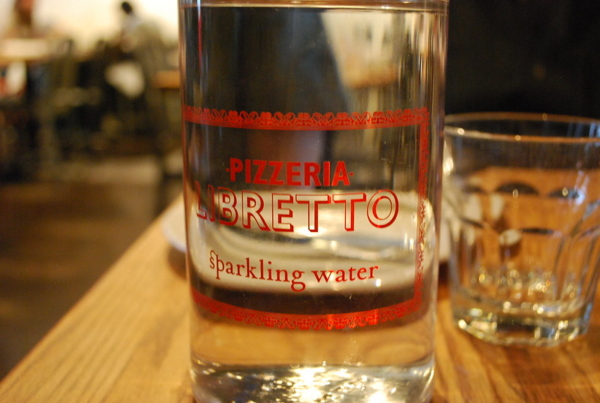 ·PIZZERIA·
LIBRETTO
Sparkling water